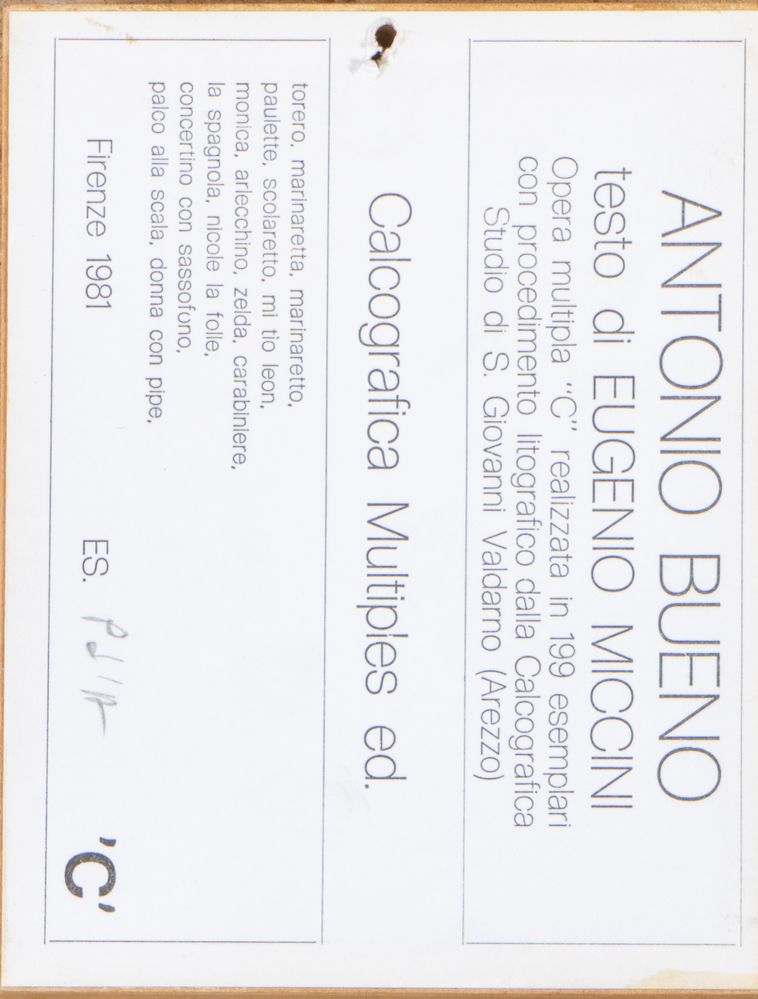 ANTONIO BUENO
testo di EUGENIO MICCINI
Opera multipla "C" realizzata in 199 esemplari
con procedimento litografico dalla Calcografica
Studio di S. Giovanni Valdarno (Arezzo)
Calcografica Multiples ed.
torero, marinaretta, marinaretto,
paulette, scolaretto, mi tio leon,
monica, arlecchino, zelda, carabiniere,
la spagnola, nicole la folle,
concertino con sassofono,
palco alla scala, donna con pipe,
Firenze 1981 ES. P d'A 'C'